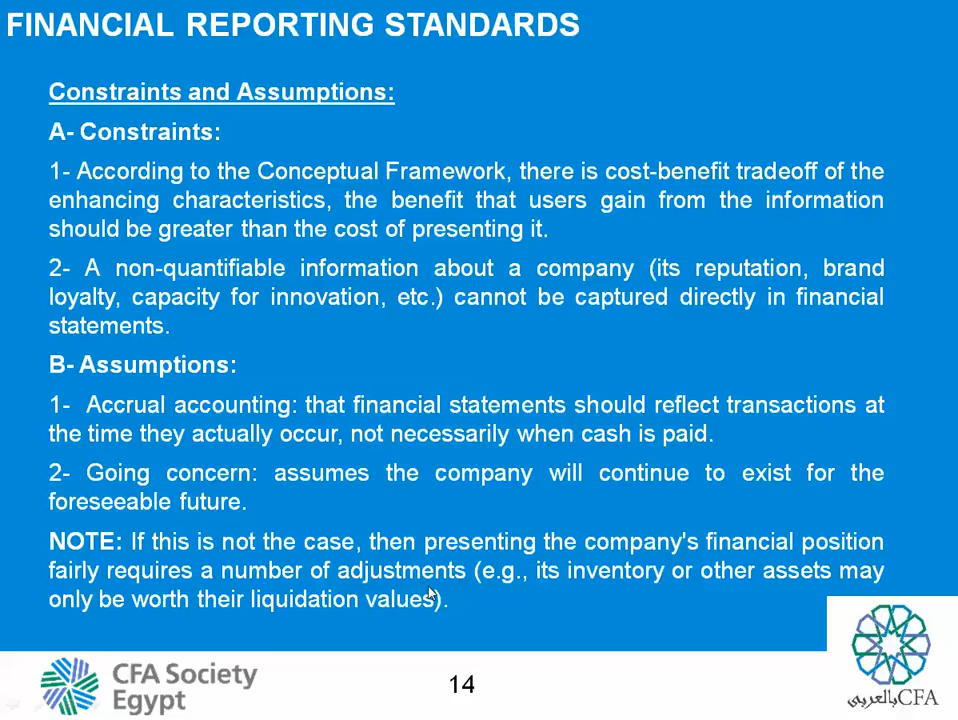 FINANCIAL REPORTING STANDARDS
Constraints and Assumptions:
A- Constraints:
1- According to the Conceptual Framework, there is cost-benefit tradeoff of the
enhancing characteristics, the benefit that users gain from the information
should be greater than the cost of presenting it.
2- A non-quantifiable information about a company (its reputation, brand
loyalty, capacity for innovation, etc.) cannot be captured directly in financial
statements.
B- Assumptions:
1- Accrual accounting: that financial statements should reflect transactions at
the time they actually occur, not necessarily when cash is paid.
2- Going concern: assumes the company will continue to exist for the
foreseeable future.
NOTE: If this is not the case, then presenting the company's financial position
fairly requires a number of adjustments (e.g., its inventory or other assets may
only be worth their liquidation values).
CFA Society
Egypt
14
CFA بالعربي